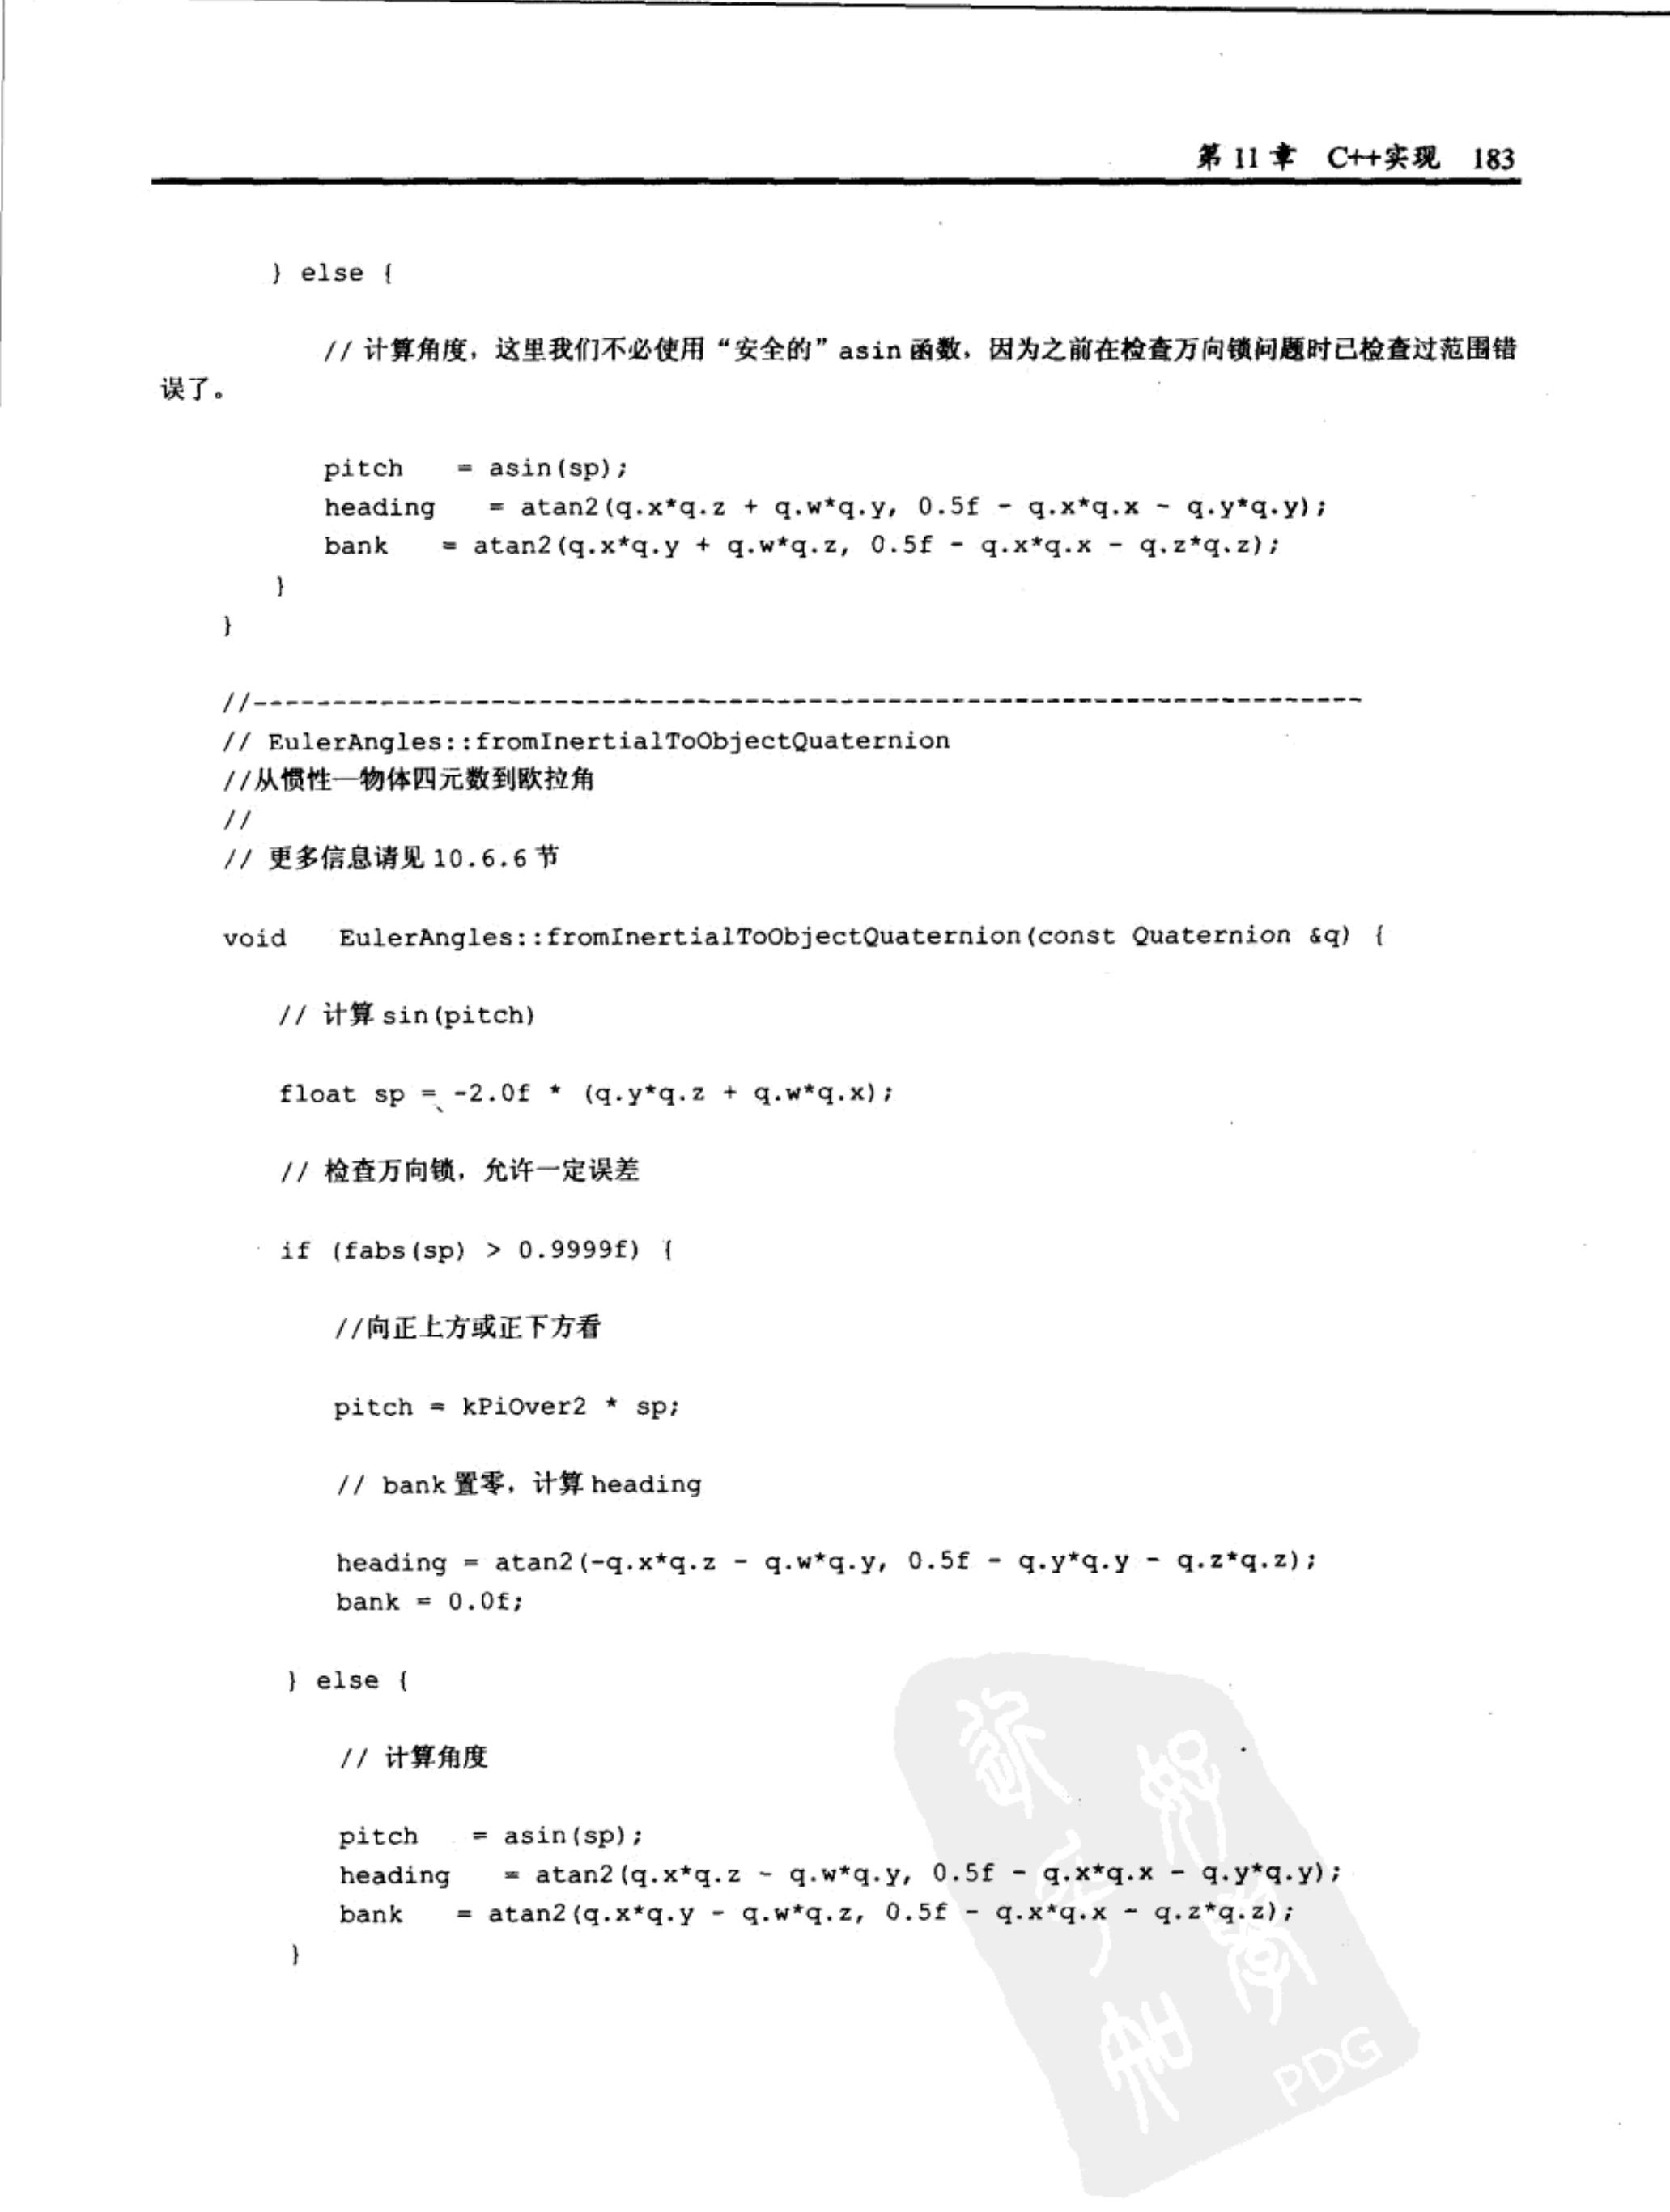 第 11 章 C++实现 183
} else {
// 计算角度，这里我们不必使用“安全的”asin 函数，因为之前在检查万向锁问题时已检查过范围错
误了。
pitch = asin(sp);
heading = atan2(q.x*q.z + q.w*q.y, 0.5f - q.x*q.x - q.y*q.y);
bank = atan2(q.x*q.y + q.w*q.z, 0.5f - q.x*q.x - q.z*q.z);
}
}
//---------------------------------------------------------------------
// EulerAngles::fromInertialToObjectQuaternion
//从惯性—物体四元数到欧拉角
//
// 更多信息请见 10.6.6 节
void EulerAngles::fromInertialToObjectQuaternion(const Quaternion &q) {
// 计算 sin(pitch)
float sp = -2.0f * (q.y*q.z + q.w*q.x);
// 检查万向锁，允许一定误差
if (fabs(sp) > 0.9999f) {
//向正上方或正下方看
pitch = kPiOver2 * sp;
// bank 置零，计算 heading
heading = atan2(-q.x*q.z - q.w*q.y, 0.5f - q.y*q.y - q.z*q.z);
bank = 0.0f;
} else {
// 计算角度
pitch = asin(sp);
heading = atan2(q.x*q.z - q.w*q.y, 0.5f - q.x*q.x - q.y*q.y);
bank = atan2(q.x*q.y - q.w*q.z, 0.5f - q.x*q.x - q.z*q.z);
}
PDG